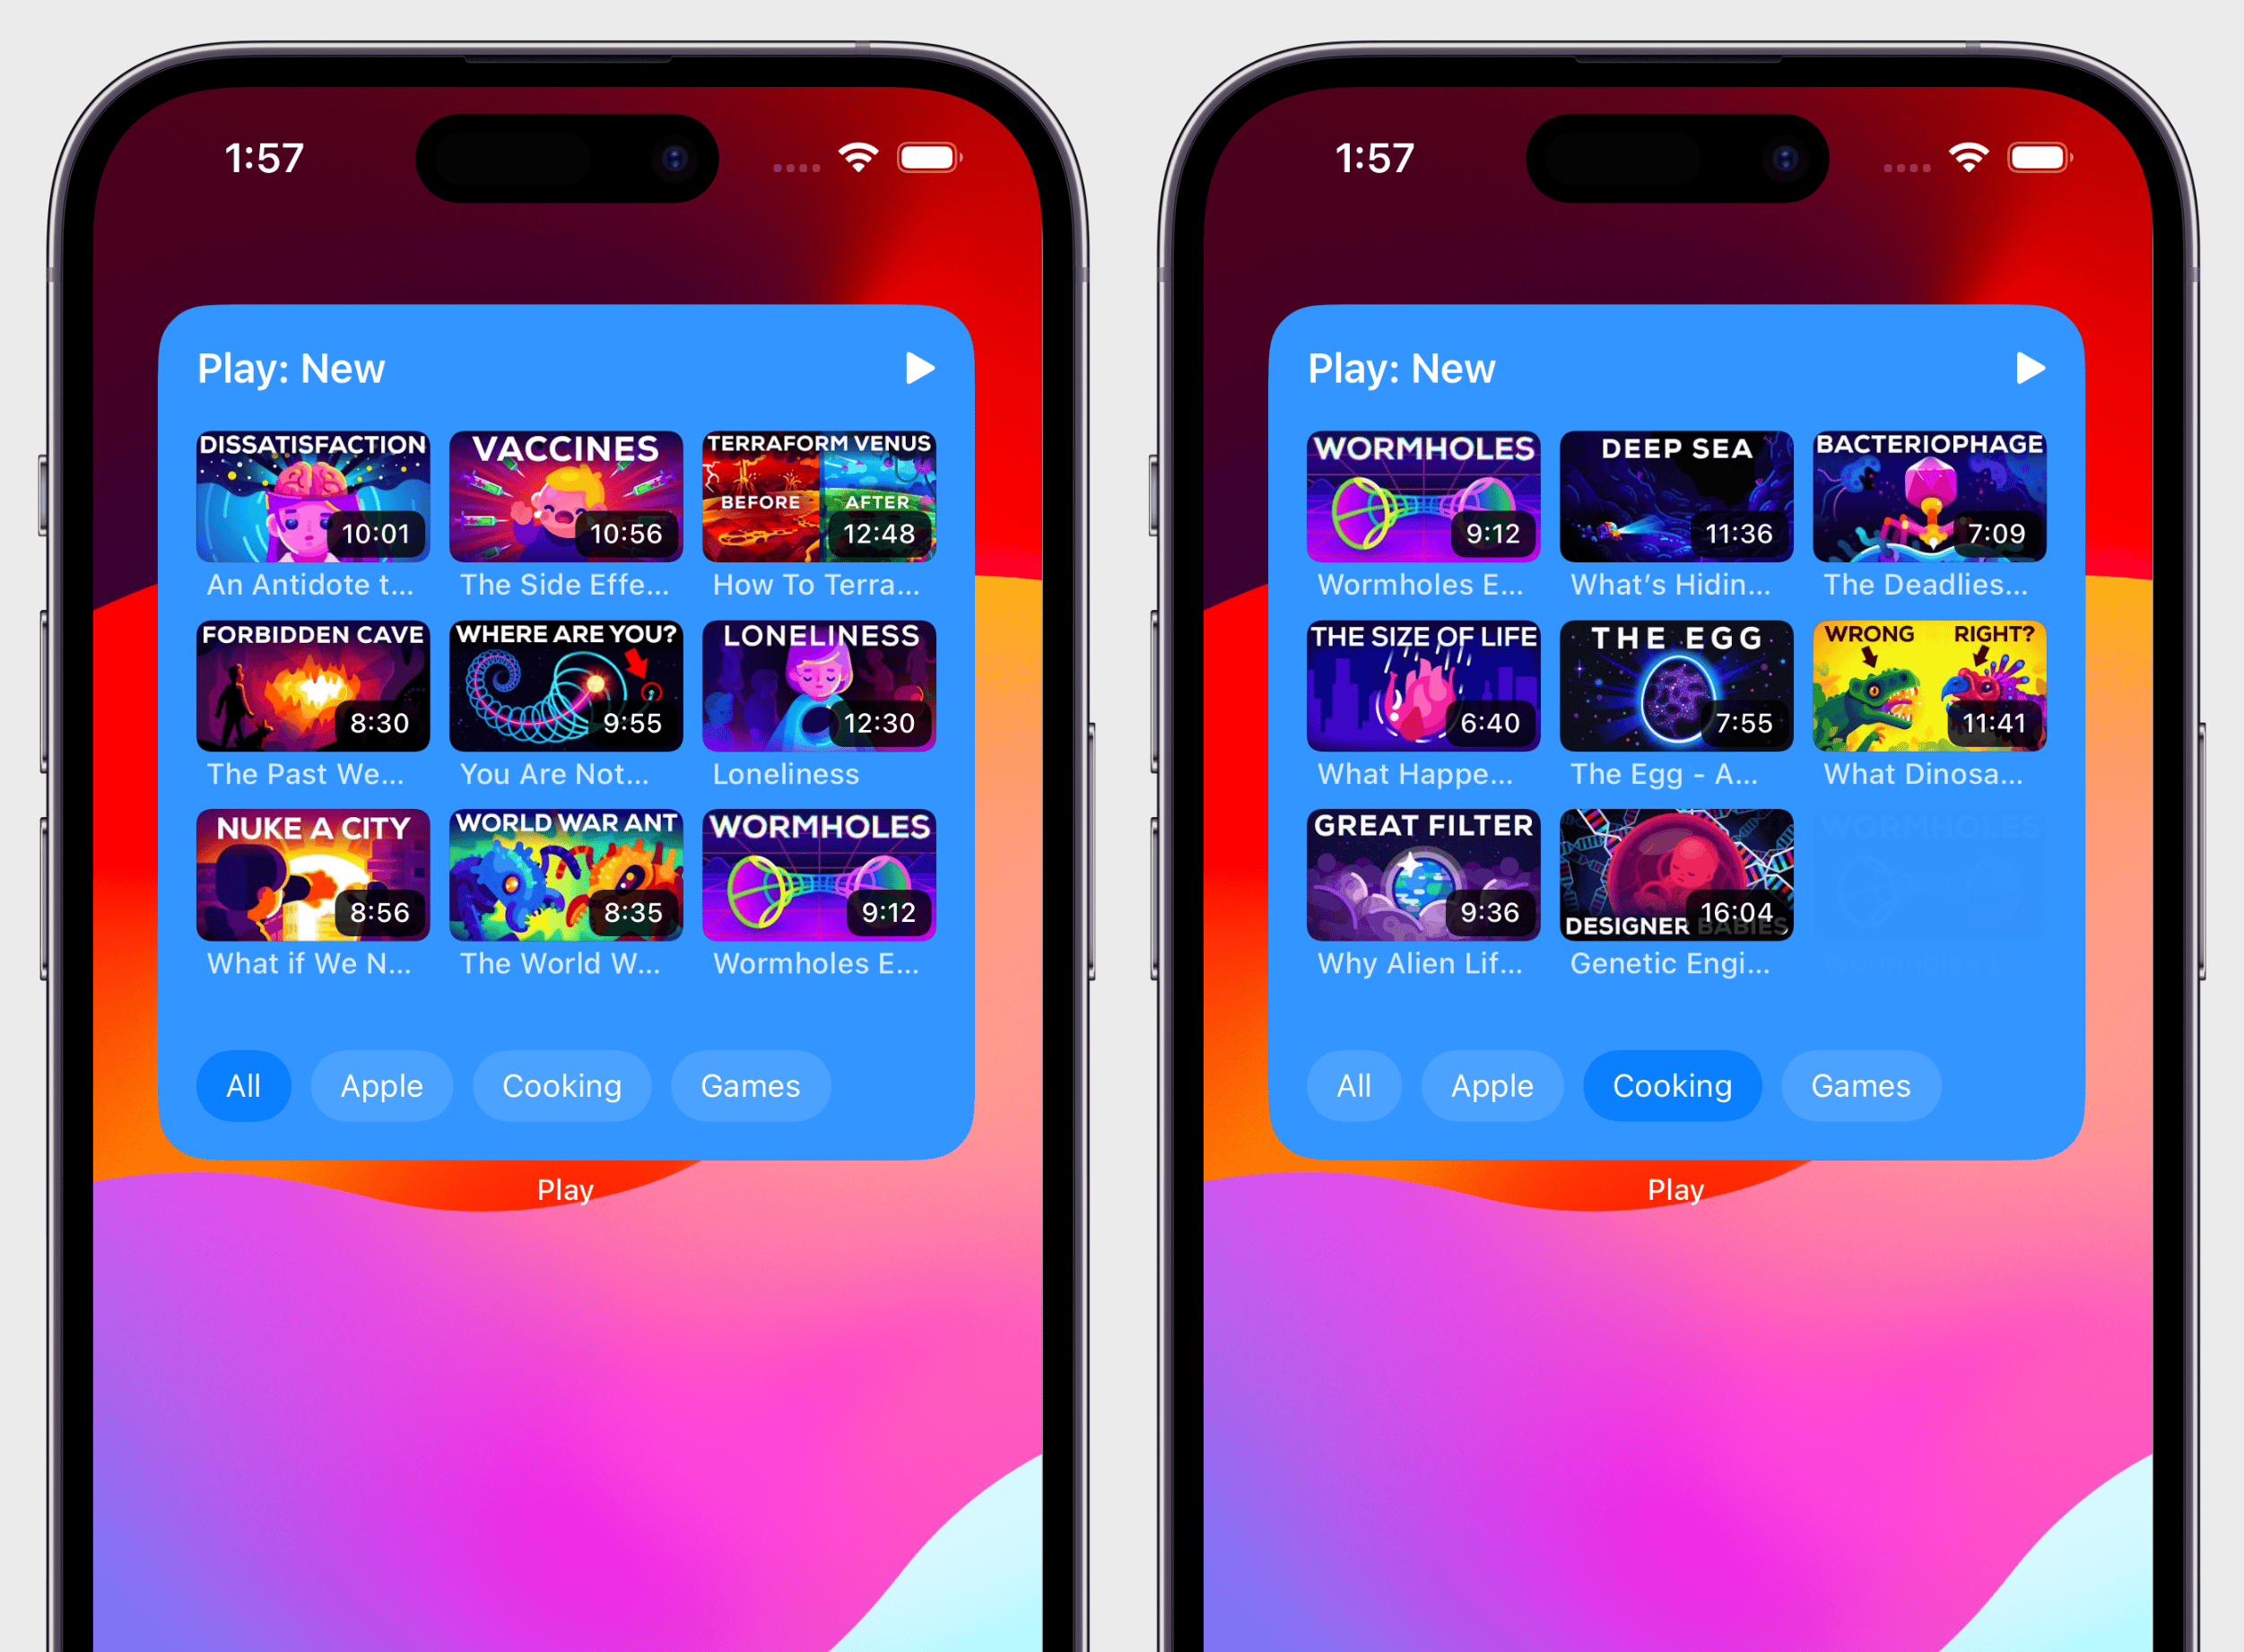 1:57
Play: New
DISSATISFACTION
10:01
An Antidote t...
VACCINES
10:56
The Side Effe...
TERRAFORM VENUS
BEFORE
AFTER
12:48
How To Terra...
FORBIDDEN CAVE
8:30
The Past We...
WHERE ARE YOU?
9:55
You Are Not...
LONELINESS
12:30
Loneliness
NUKE A CITY
8:56
What if We N...
WORLD WAR ANT
8:35
The World W...
WORMHOLES
9:12
Wormholes E...
All
Apple
Cooking
Games
Play
1:57
Play: New
WORMHOLES
9:12
Wormholes E...
DEEP SEA
11:36
What’s Hidin...
BACTERIOPHAGE
7:09
The Deadlies...
THE SIZE OF LIFE
6:40
What Happe...
THE EGG
7:55
The Egg - A...
WRONG
RIGHT?
11:41
What Dinosa...
GREAT FILTER
9:36
Why Alien Lif...
16:04
DESIGNER BABIES
Genetic Engi...
WORMHOLES
All
Apple
Cooking
Games
Play